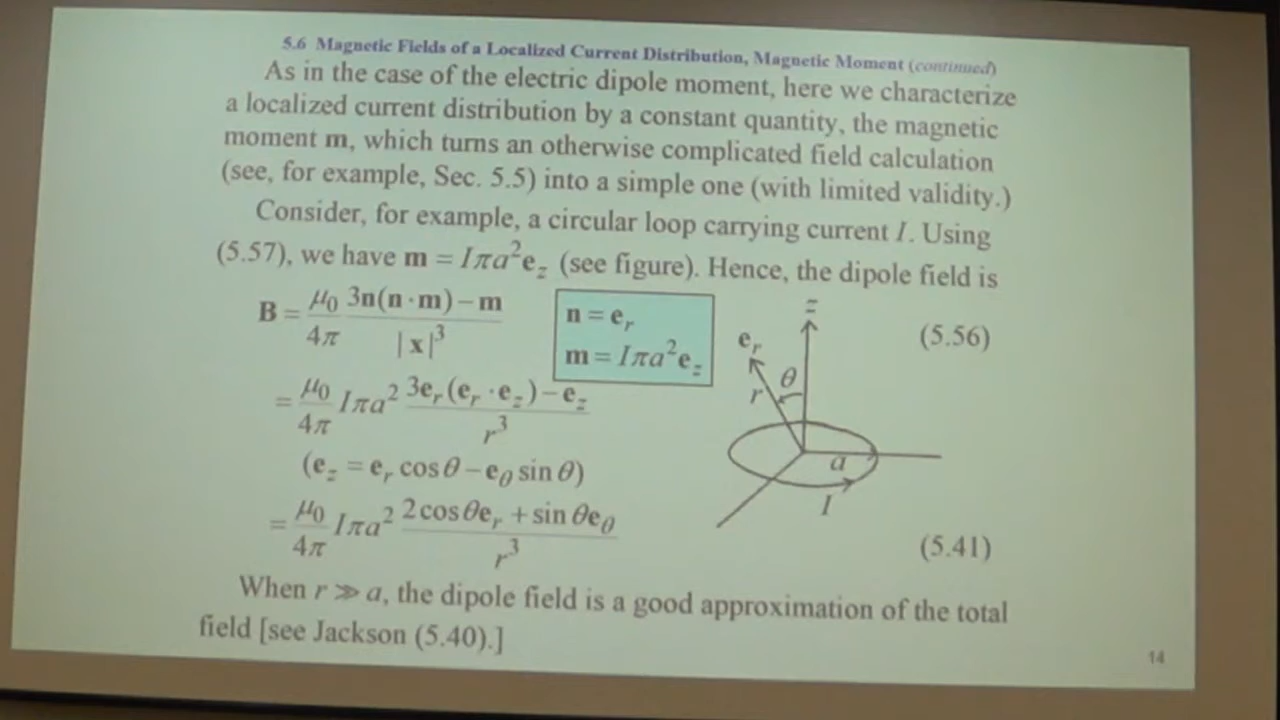 5.6 Magnetic Fields of a Localized Current Distribution, Magnetic Moment (continued)
As in the case of the electric dipole moment, here we characterize
a localized current distribution by a constant quantity, the magnetic
moment m, which turns an otherwise complicated field calculation
(see, for example, Sec. 5.5) into a simple one (with limited validity.)
Consider, for example, a circular loop carrying current I. Using
(5.57), we have m = Iπa²e_z (see figure). Hence, the dipole field is
B = μ₀/4π (3n(n·m) − m)/|x|³ (5.56)
n = e_r
m = Iπa²e_z
= μ₀/4π Iπa² (3e_r(e_r·e_z) − e_z)/r³
(e_z = e_r cosθ − e_θ sinθ)
= μ₀/4π Iπa² (2cosθe_r + sinθe_θ)/r³ (5.41)
z
e_r
θ
r
a
I
When r ≫ a, the dipole field is a good approximation of the total
field [see Jackson (5.40).]
14